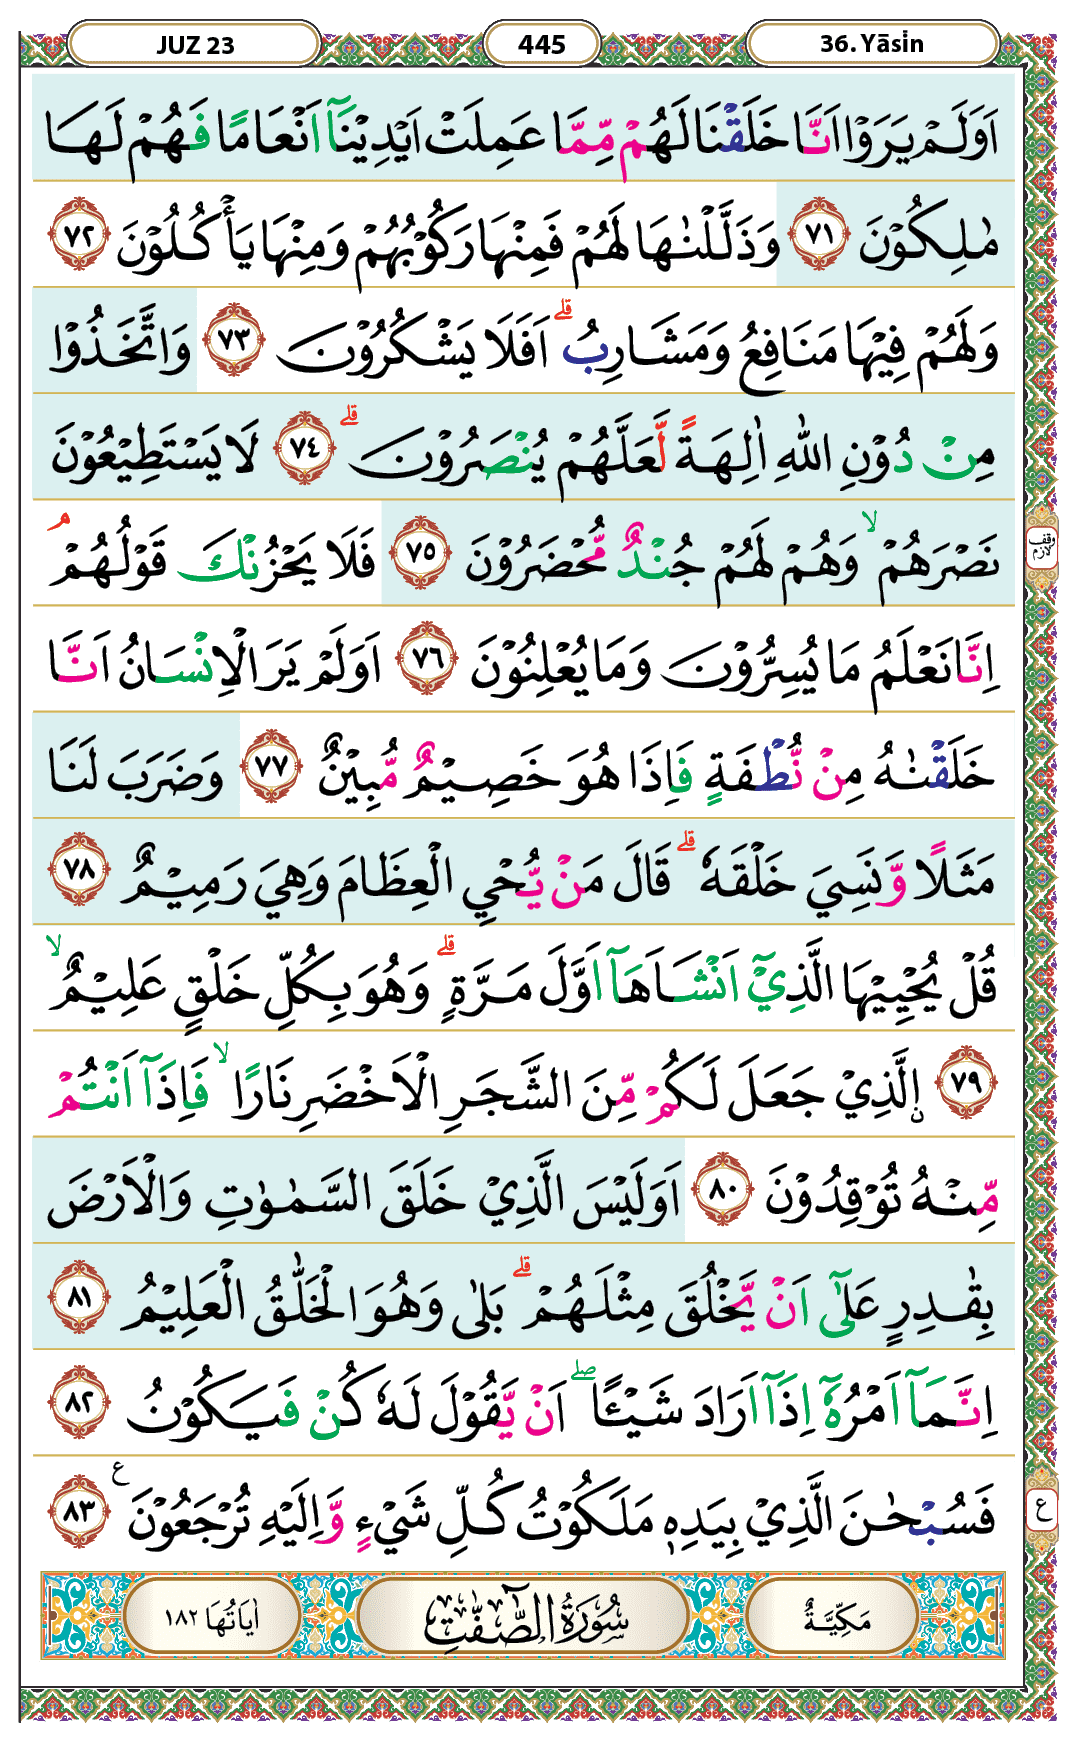 JUZ 23 445 36. Yāsin
اَوَلَمْ يَرَوْا اَنَّا خَلَقْنَا لَهُمْ مِّمَّا عَمِلَتْ اَيْدِيْنَآ اَنْعَامًا فَهُمْ لَهَا
مٰلِكُوْنَ ٧١ وَذَلَّلْنٰهَا لَهُمْ فَمِنْهَا رَكُوْبُهُمْ وَمِنْهَا يَأْكُلُوْنَ ٧٢
وَلَهُمْ فِيْهَا مَنَافِعُ وَمَشَارِبُ ۗ اَفَلَا يَشْكُرُوْنَ ٧٣ وَاتَّخَذُوْا
مِنْ دُوْنِ اللّٰهِ اٰلِهَةً لَّعَلَّهُمْ يُنْصَرُوْنَ ۗ ٧٤ لَا يَسْتَطِيْعُوْنَ
نَصْرَهُمْ ۙ وَهُمْ لَهُمْ جُنْدٌ مُّحْضَرُوْنَ ٧٥ فَلَا يَحْزُنْكَ قَوْلُهُمْ ۘ
وقف لازم
اِنَّا نَعْلَمُ مَا يُسِرُّوْنَ وَمَا يُعْلِنُوْنَ ٧٦ اَوَلَمْ يَرَ الْاِنْسَانُ اَنَّا
خَلَقْنٰهُ مِنْ نُّطْفَةٍ فَاِذَا هُوَ خَصِيْمٌ مُّبِيْنٌ ٧٧ وَضَرَبَ لَنَا
مَثَلًا وَّنَسِيَ خَلْقَهٗ ۗ قَالَ مَنْ يُّحْيِ الْعِظَامَ وَهِيَ رَمِيْمٌ ٧٨
قُلْ يُحْيِيْهَا الَّذِيْٓ اَنْشَاَهَآ اَوَّلَ مَرَّةٍ ۗ وَهُوَ بِكُلِّ خَلْقٍ عَلِيْمٌ ۙ
٧٩ ۨالَّذِيْ جَعَلَ لَكُمْ مِّنَ الشَّجَرِ الْاَخْضَرِ نَارًا ۙ فَاِذَآ اَنْتُمْ
مِّنْهُ تُوْقِدُوْنَ ٨٠ اَوَلَيْسَ الَّذِيْ خَلَقَ السَّمٰوٰتِ وَالْاَرْضَ
بِقٰدِرٍ عَلٰٓى اَنْ يَّخْلُقَ مِثْلَهُمْ ۗ بَلٰى وَهُوَ الْخَلّٰقُ الْعَلِيْمُ ٨١
اِنَّمَآ اَمْرُهٗٓ اِذَآ اَرَادَ شَيْـًٔا ۖ اَنْ يَّقُوْلَ لَهٗ كُنْ فَيَكُوْنُ ٨٢
فَسُبْحٰنَ الَّذِيْ بِيَدِهٖ مَلَكُوْتُ كُلِّ شَيْءٍ وَّاِلَيْهِ تُرْجَعُوْنَ ع ٨٣
ع
مَكِّيَّةٌ سُوْرَةُ الصّٰٓفّٰتِ اٰيَاتُهَا ١٨٢